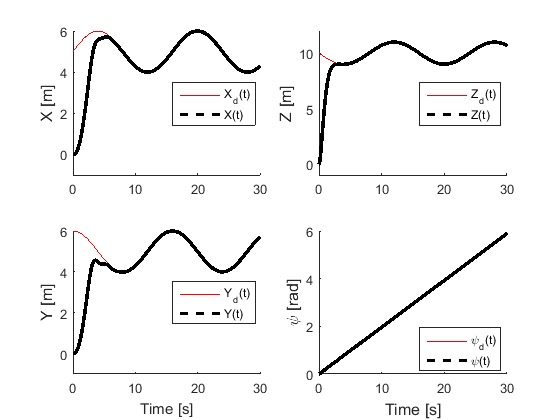 6
4
2
0
X [m]
0 10 20 30
X_d(t)
X(t)
10
5
0
Z [m]
0 10 20 30
Z_d(t)
Z(t)
6
4
2
0
Y [m]
0 10 20 30
Time [s]
Y_d(t)
Y(t)
6
4
2
0
ψ [rad]
0 10 20 30
Time [s]
ψ_d(t)
ψ(t)